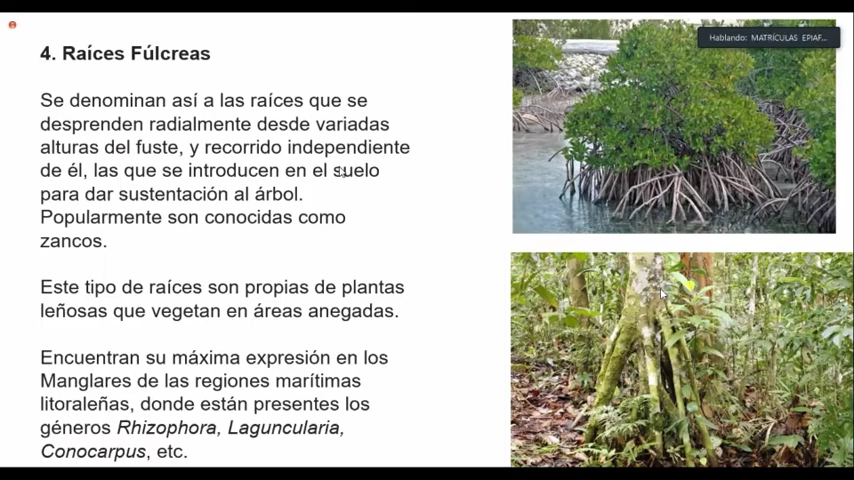 Hablando: MATRÍCULAS EPIAF...
4. Raíces Fúlcreas
Se denominan así a las raíces que se
desprenden radialmente desde variadas
alturas del fuste, y recorrido independiente
de él, las que se introducen en el suelo
para dar sustentación al árbol.
Popularmente son conocidas como
zancos.
Este tipo de raíces son propias de plantas
leñosas que vegetan en áreas anegadas.
Encuentran su máxima expresión en los
Manglares de las regiones marítimas
litoraleñas, donde están presentes los
géneros Rhizophora, Laguncularia,
Conocarpus, etc.